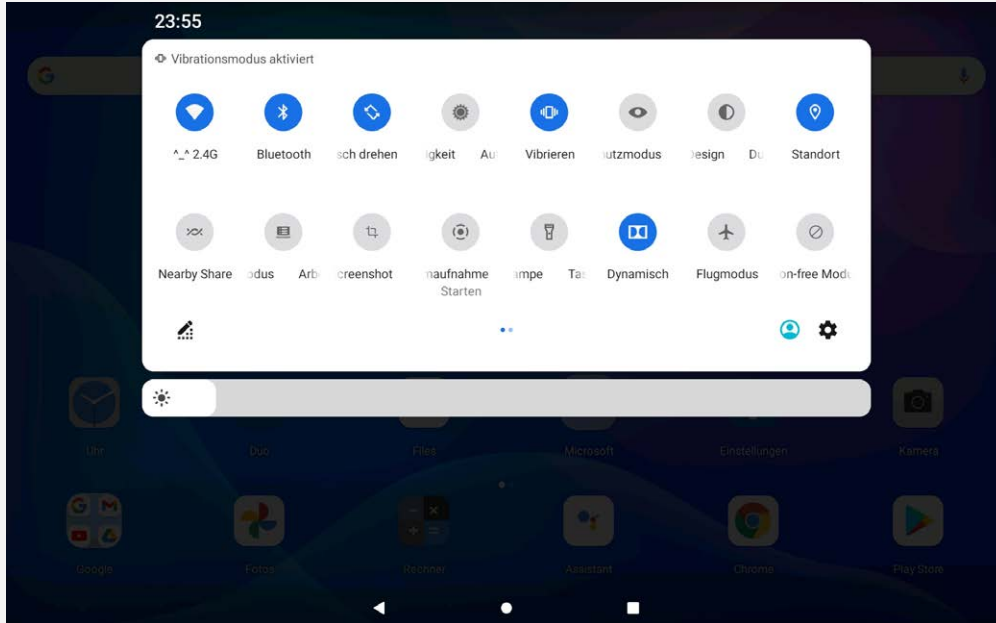 23:55
Vibrationsmodus aktiviert
^_^ 2.4G Bluetooth sch drehen igkeit Au Vibrieren utzmodus Design Du Standort
Nearby Share odus Arb creenshot naufnahme ampe Ta Dynamisch Flugmodus on-free Modu
Starten
Uhr Duo Files Microsoft Einstellungen Kamera
Google Fotos Rechner Assistant Chrome Play Store